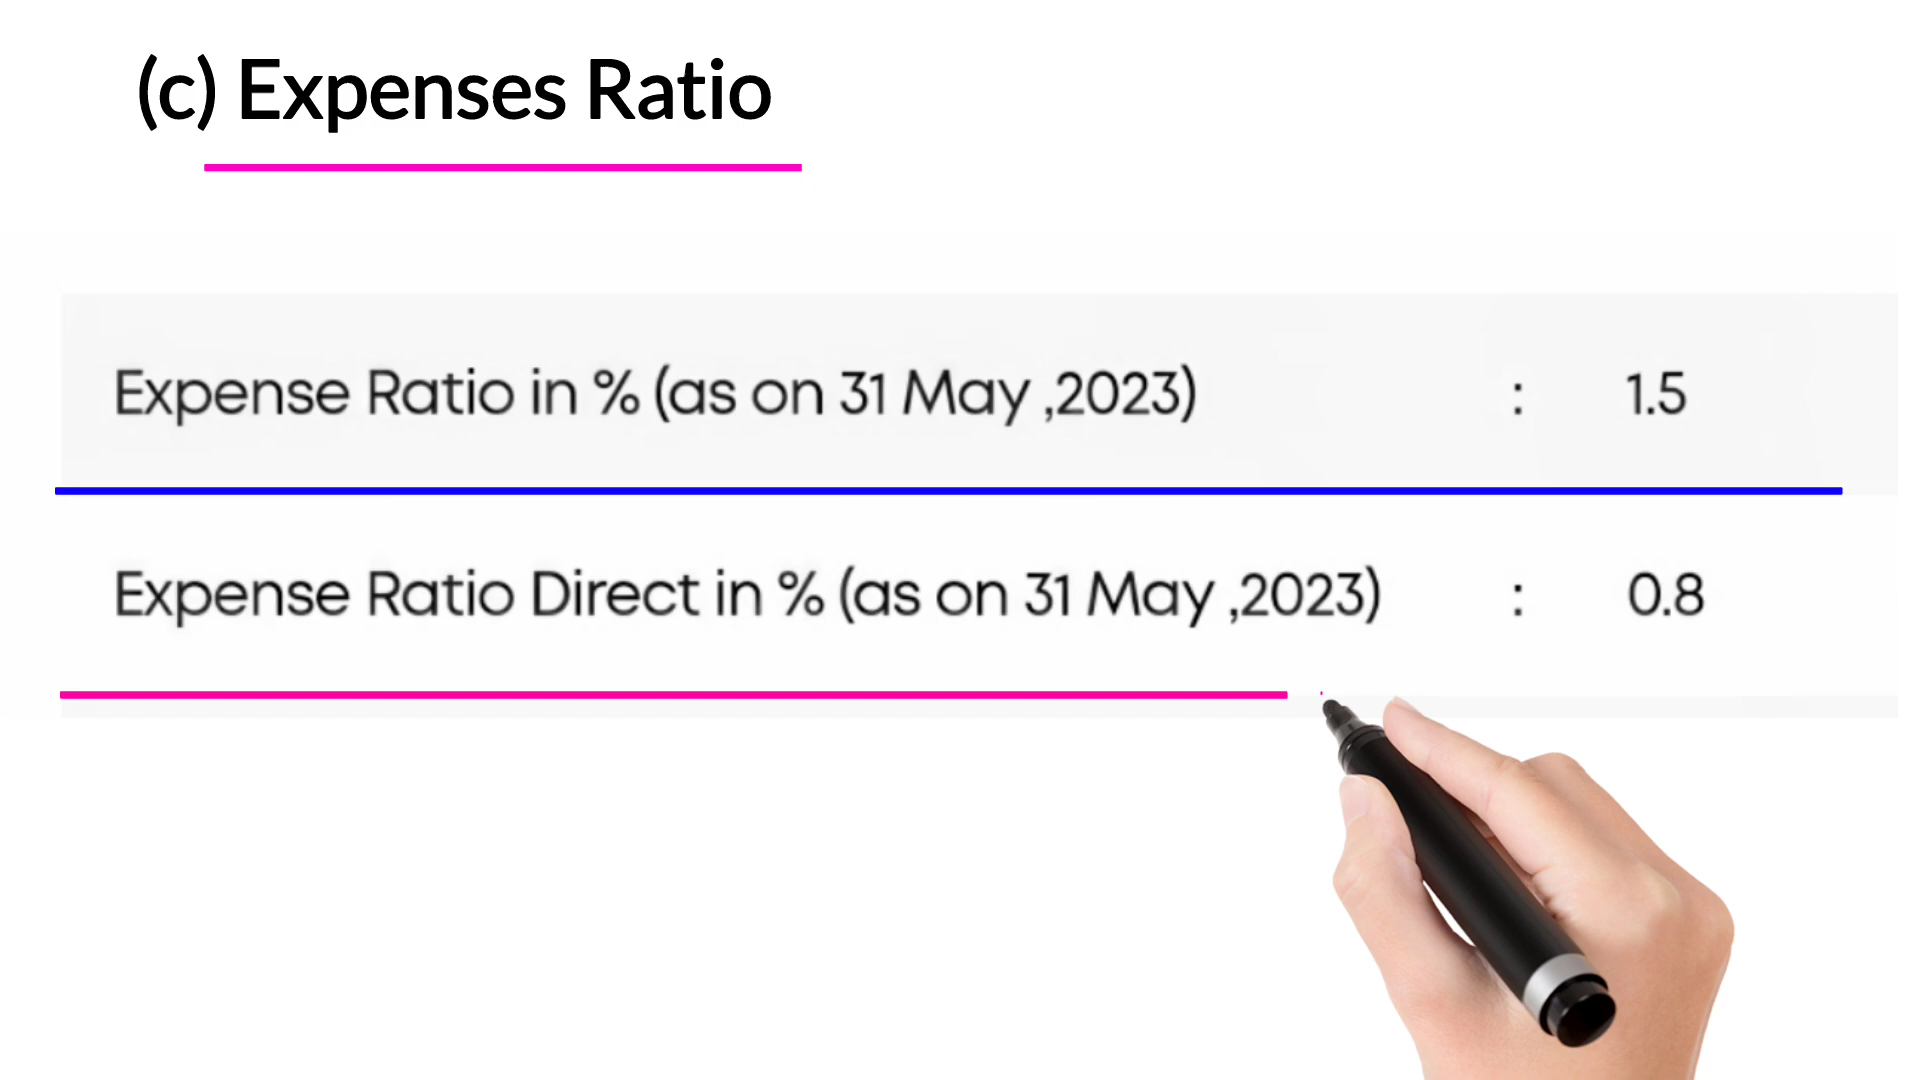 (c) Expenses Ratio
Expense Ratio in % (as on 31 May ,2023) : 1.5
Expense Ratio Direct in % (as on 31 May ,2023) : 0.8